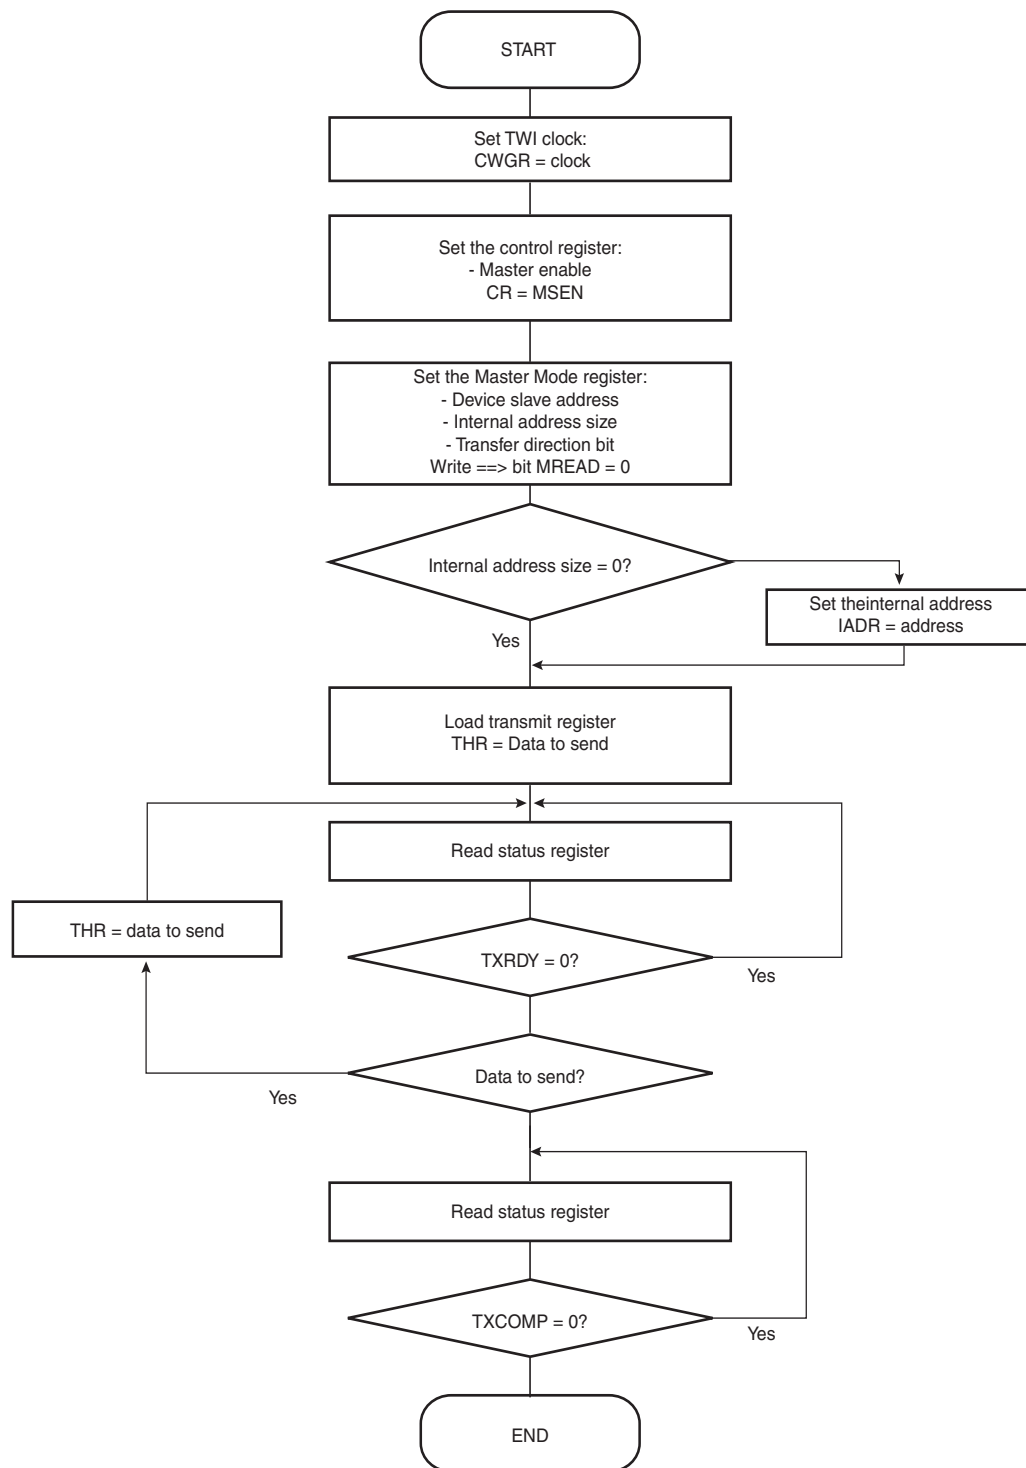 START
Set TWI clock:
CWGR = clock
Set the control register:
- Master enable
CR = MSEN
Set the Master Mode register:
- Device slave address
- Internal address size
- Transfer direction bit
Write ==> bit MREAD = 0
Internal address size = 0?
Set theinternal address
IADR = address
Yes
Load transmit register
THR = Data to send
Read status register
THR = data to send
TXRDY = 0?
Yes
Data to send?
Yes
Read status register
TXCOMP = 0?
Yes
END